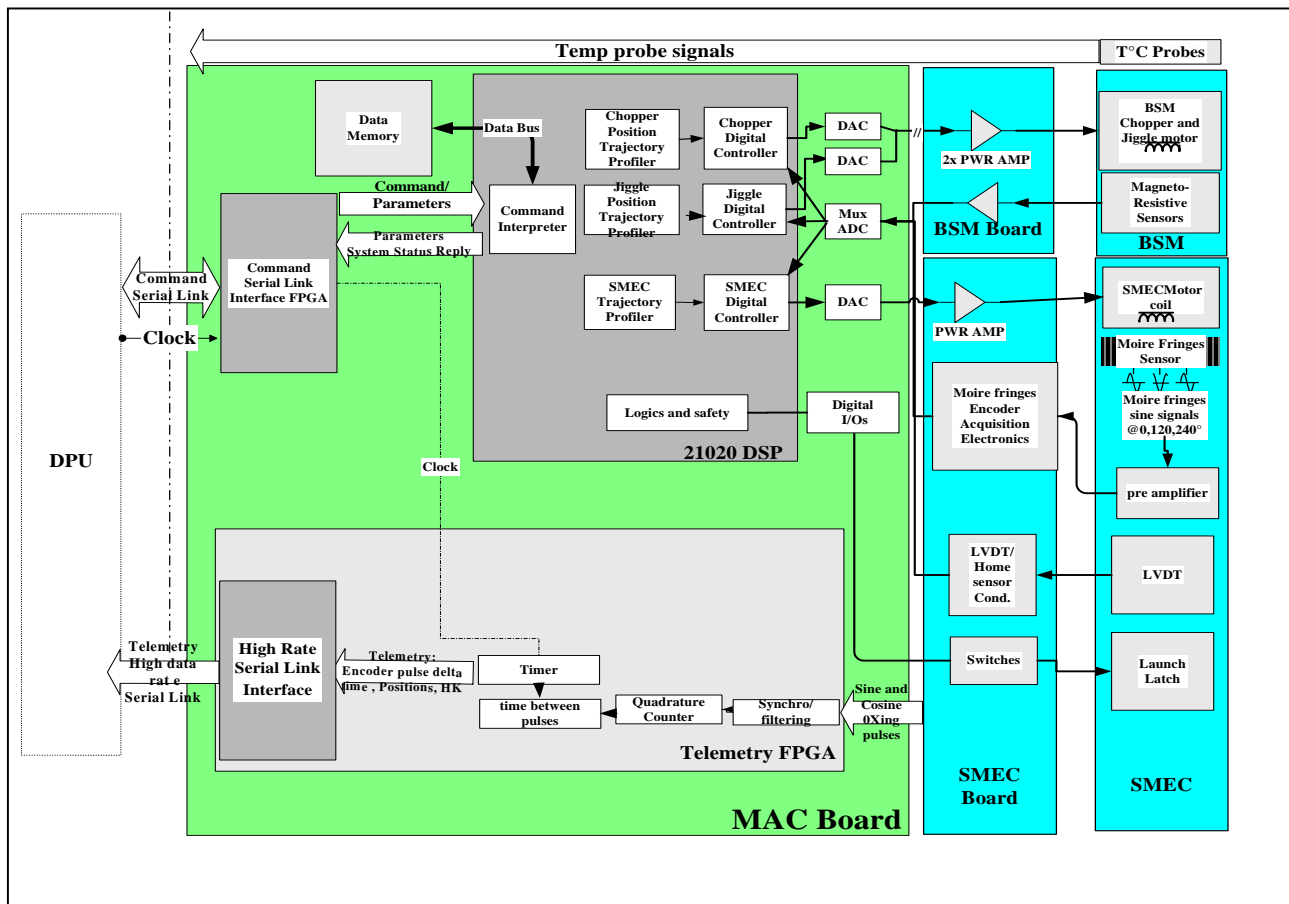 Temp probe signals
T°C Probes
Data
Memory
Data Bus
Chopper
Position
Trajectory
Profiler
Chopper
Digital
Controller
DAC
DAC
//
2x PWR AMP
BSM
Chopper and
Jiggle motor
Command/
Parameters
Command
Interpreter
Jiggle
Position
Trajectory
Profiler
Jiggle
Digital
Controller
Mux
ADC
BSM Board
Magneto-
Resistive
Sensors
BSM
Parameters
System Status Reply
Command
Serial Link
Command
Serial Link
Interface FPGA
Clock
SMEC
Trajectory
Profiler
SMEC
Digital
Controller
DAC
PWR AMP
SMECMotor
coil
Moire Fringes
Sensor
Moire fringes
sine signals
@0,120,240°
Moire fringes
Encoder
Acquisition
Electronics
Logics and safety
Digital
I/Os
21020 DSP
DPU
Clock
pre amplifier
LVDT/
Home
sensor
Cond.
LVDT
Telemetry
High data
rat e
Serial Link
High Rate
Serial Link
Interface
Telemetry:
Encoder pulse delta
time , Positions, HK
Timer
time between
pulses
Quadrature
Counter
Synchro/
filtering
Sine and
Cosine
0Xing
pulses
Switches
Launch
Latch
Telemetry FPGA
SMEC
Board
SMEC
MAC Board